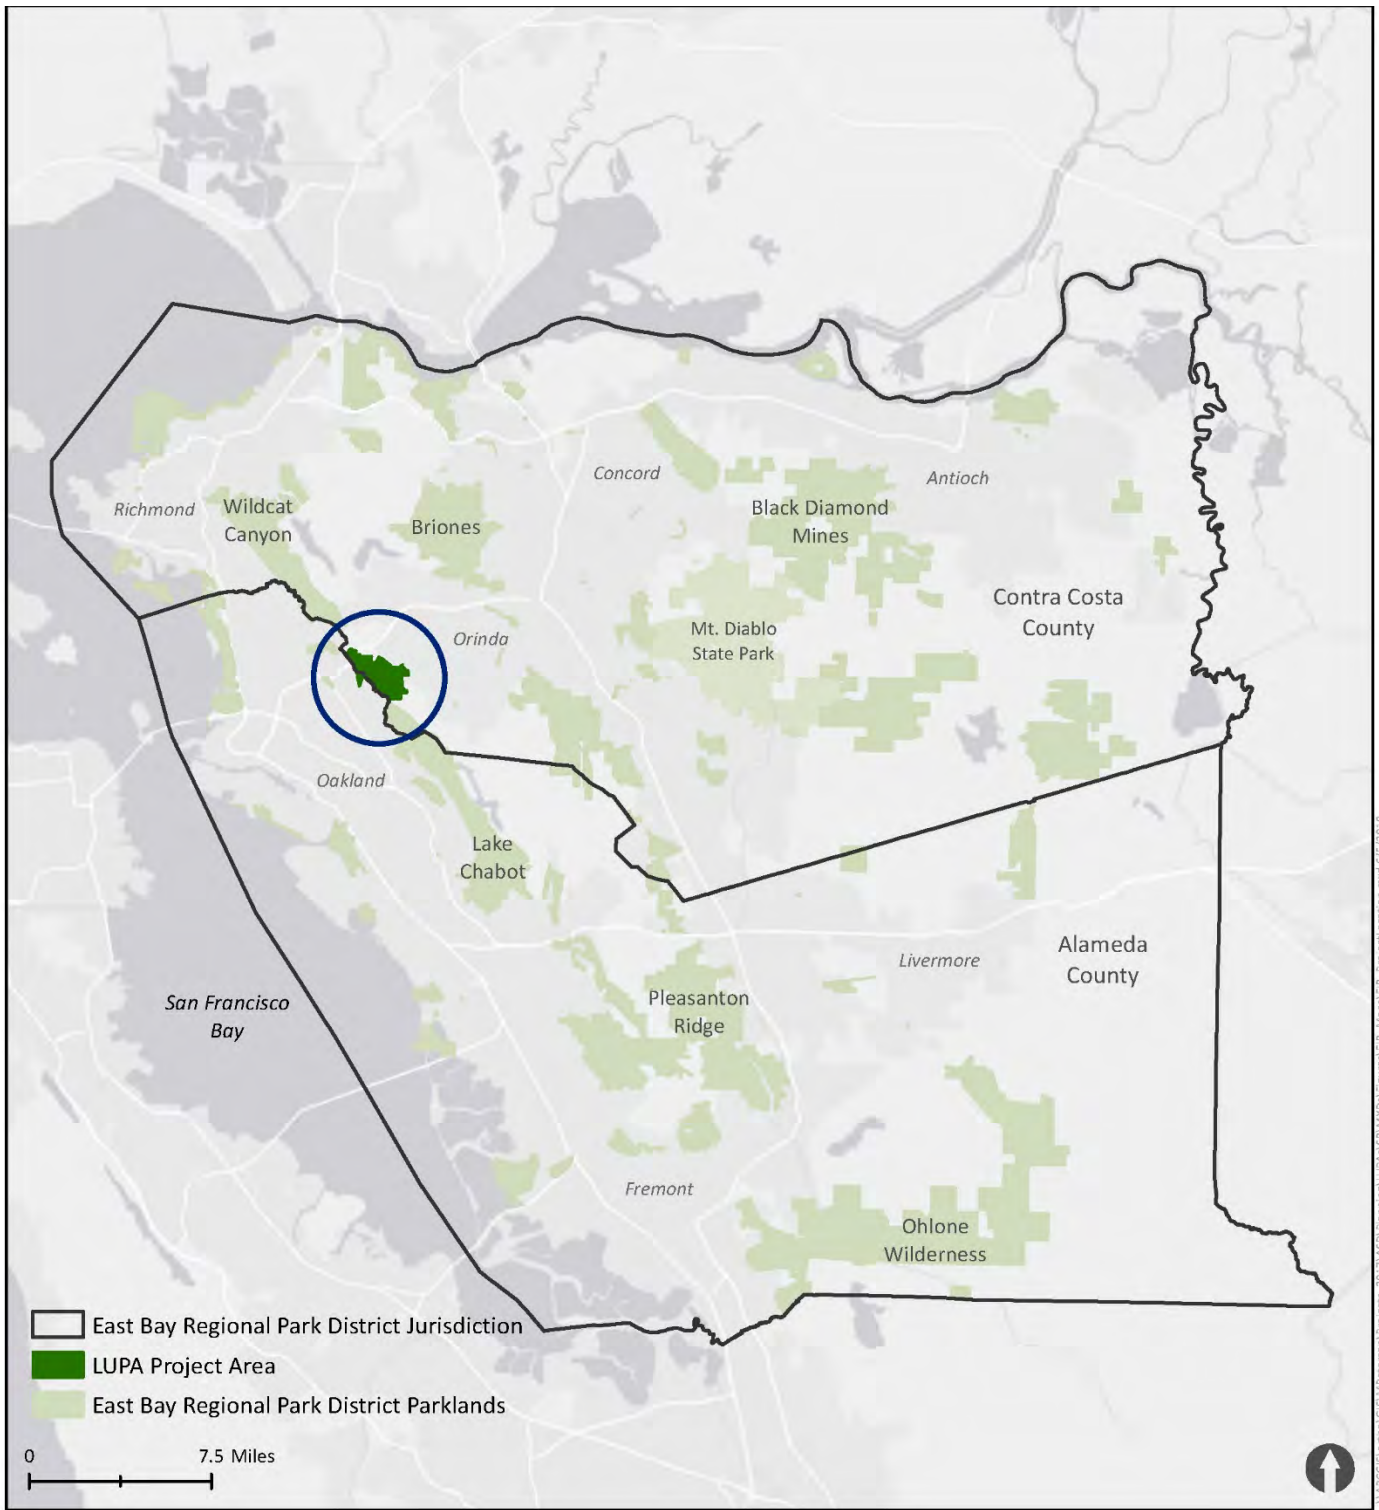 Concord
Antioch
Richmond
Wildcat
Canyon
Briones
Black Diamond
Mines
Contra Costa
County
Orinda
Mt. Diablo
State Park
Oakland
Lake
Chabot
Alameda
County
Livermore
San Francisco
Bay
Pleasanton
Ridge
Fremont
Ohlone
Wilderness
East Bay Regional Park District Jurisdiction
LUPA Project Area
East Bay Regional Park District Parklands
0 7.5 Miles